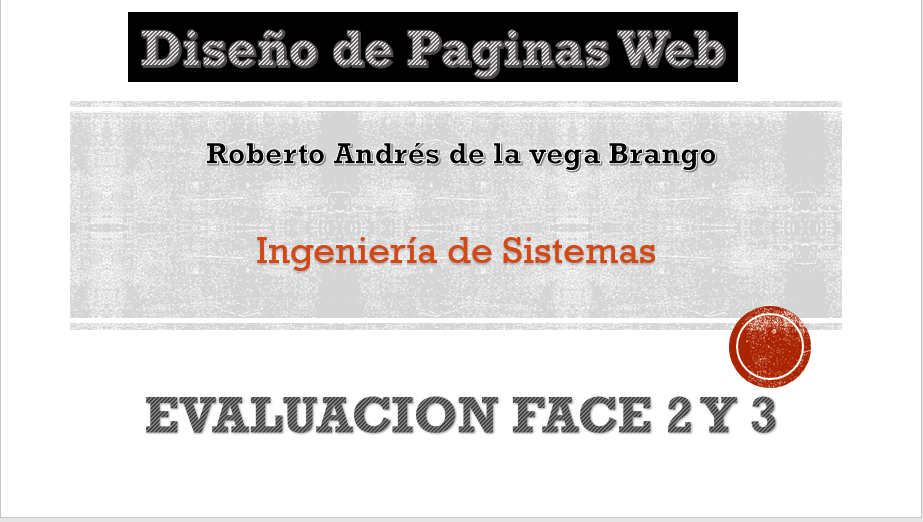 Diseño de Paginas Web
Roberto Andrés de la vega Brango
Ingeniería de Sistemas
EVALUACION FACE 2 Y 3